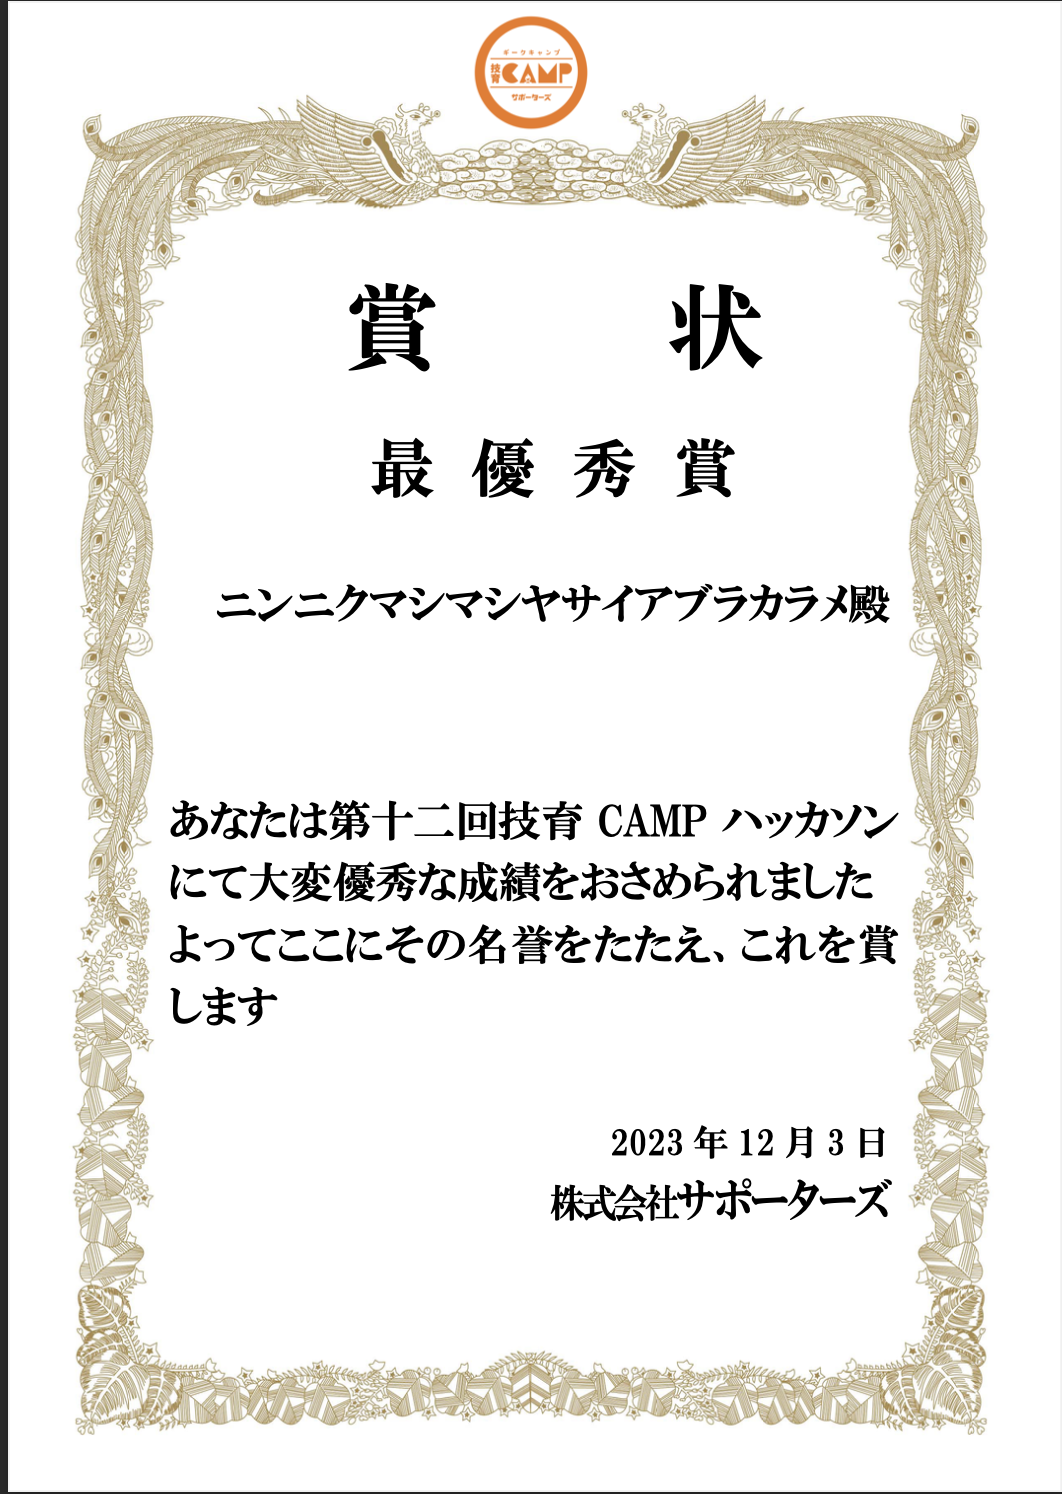 ギークキャンプ
技育CAMP
サポーターズ
賞状
最優秀賞
ニンニクマシマシヤサイアブラカラメ殿
あなたは第十二回技育 CAMP ハッカソン
にて大変優秀な成績をおさめられました
よってここにその名誉をたたえ、これを賞
します
2023 年 12 月 3 日
株式会社サポーターズ